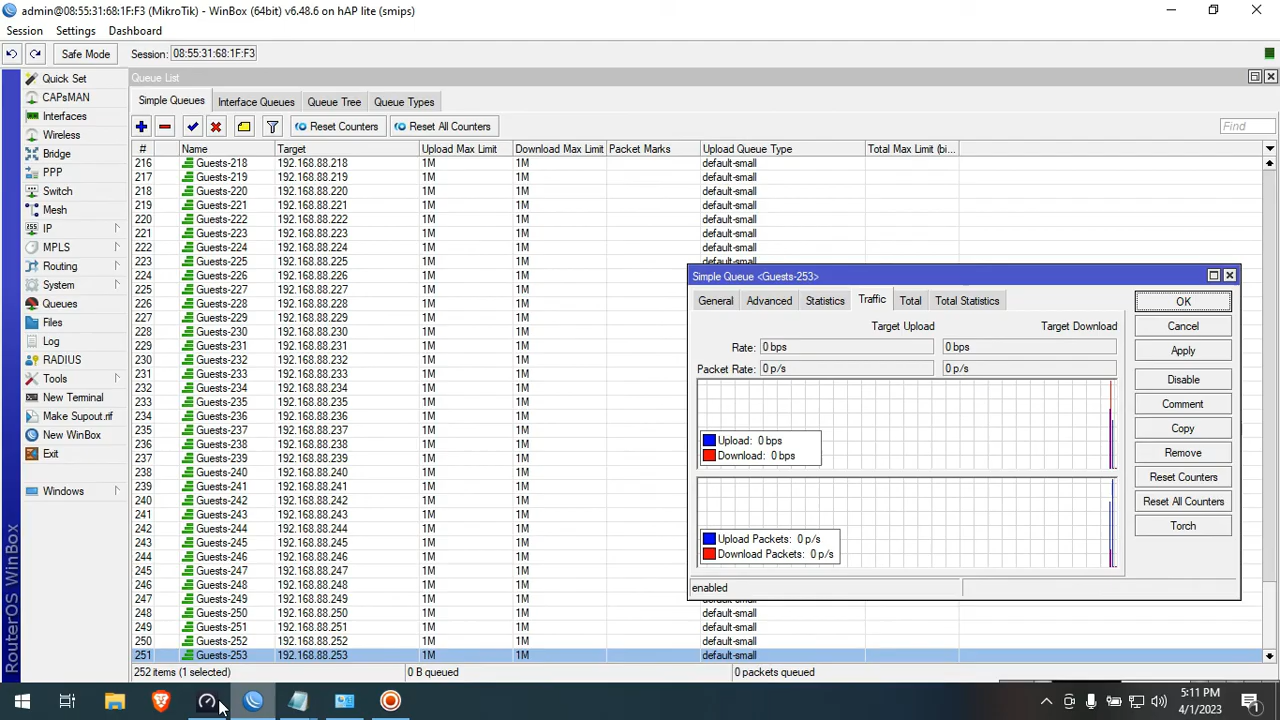 admin@08:55:31:68:1F:F3 (MikroTik) - WinBox (64bit) v6.48.6 on hAP lite (smips)
Session Settings Dashboard
Safe Mode Session: 08:55:31:68:1F:F3
Quick Set
CAPsMAN
Interfaces
Wireless
Bridge
PPP
Switch
Mesh
IP
MPLS
Routing
System
Queues
Files
Log
RADIUS
Tools
New Terminal
Make Supout.rif
New WinBox
Exit
Windows
RouterOS WinBox
Queue List
Simple Queues Interface Queues Queue Tree Queue Types
Reset Counters Reset All Counters Find
# Name Target Upload Max Limit Download Max Limit Packet Marks Upload Queue Type Total Max Limit (bi...
216 Guests-218 192.168.88.218 1M 1M default-small
217 Guests-219 192.168.88.219 1M 1M default-small
218 Guests-220 192.168.88.220 1M 1M default-small
219 Guests-221 192.168.88.221 1M 1M default-small
220 Guests-222 192.168.88.222 1M 1M default-small
221 Guests-223 192.168.88.223 1M 1M default-small
222 Guests-224 192.168.88.224 1M 1M default-small
223 Guests-225 192.168.88.225 1M 1M default-small
224 Guests-226 192.168.88.226 1M 1M
225 Guests-227 192.168.88.227 1M 1M
226 Guests-228 192.168.88.228 1M 1M
227 Guests-229 192.168.88.229 1M 1M
228 Guests-230 192.168.88.230 1M 1M
229 Guests-231 192.168.88.231 1M 1M
230 Guests-232 192.168.88.232 1M 1M
231 Guests-233 192.168.88.233 1M 1M
232 Guests-234 192.168.88.234 1M 1M
233 Guests-235 192.168.88.235 1M 1M
234 Guests-236 192.168.88.236 1M 1M
235 Guests-237 192.168.88.237 1M 1M
236 Guests-238 192.168.88.238 1M 1M
237 Guests-239 192.168.88.239 1M 1M
238 Guests-240 192.168.88.240 1M 1M
239 Guests-241 192.168.88.241 1M 1M
240 Guests-242 192.168.88.242 1M 1M
241 Guests-243 192.168.88.243 1M 1M
242 Guests-244 192.168.88.244 1M 1M
243 Guests-245 192.168.88.245 1M 1M
244 Guests-246 192.168.88.246 1M 1M
245 Guests-247 192.168.88.247 1M 1M
246 Guests-248 192.168.88.248 1M 1M
247 Guests-249 192.168.88.249 1M 1M
248 Guests-250 192.168.88.250 1M 1M default-small
249 Guests-251 192.168.88.251 1M 1M default-small
250 Guests-252 192.168.88.252 1M 1M default-small
251 Guests-253 192.168.88.253 1M 1M default-small
252 items (1 selected) 0 B queued 0 packets queued
Simple Queue <Guests-253>
General Advanced Statistics Traffic Total Total Statistics
Target Upload Target Download
Rate: 0 bps 0 bps
Packet Rate: 0 p/s 0 p/s
Upload: 0 bps
Download: 0 bps
Upload Packets: 0 p/s
Download Packets: 0 p/s
enabled
OK
Cancel
Apply
Disable
Comment
Copy
Remove
Reset Counters
Reset All Counters
Torch
5:11 PM
4/1/2023
1